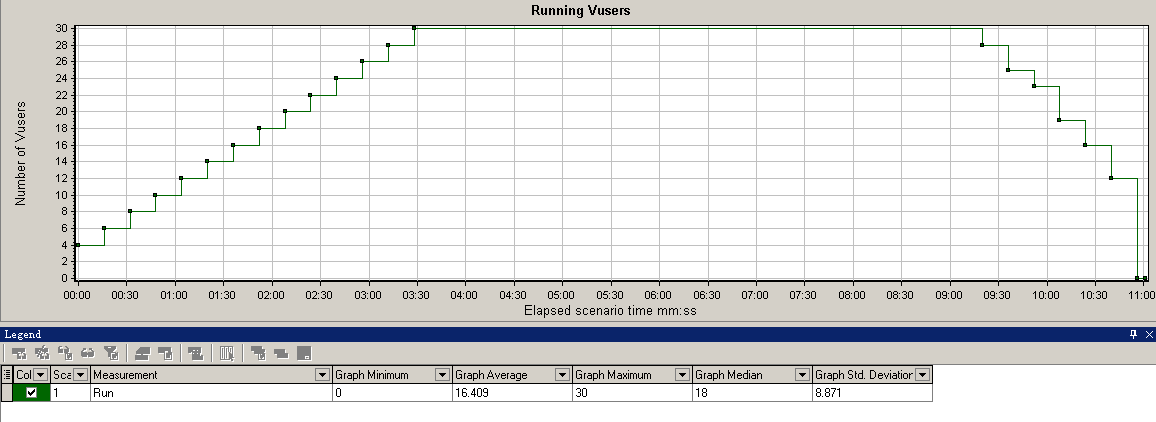 Running Vusers
30
28
26
24
22
20
18
16
14
12
10
8
6
4
2
0
Number of Vusers
00:00 00:30 01:00 01:30 02:00 02:30 03:00 03:30 04:00 04:30 05:00 05:30 06:00 06:30 07:00 07:30 08:00 08:30 09:00 09:30 10:00 10:30 11:00
Elapsed scenario time mm:ss
Legend
Col Sca Measurement Graph Minimum Graph Average Graph Maximum Graph Median Graph Std. Deviation
1 Run 0 16.409 30 18 8.871